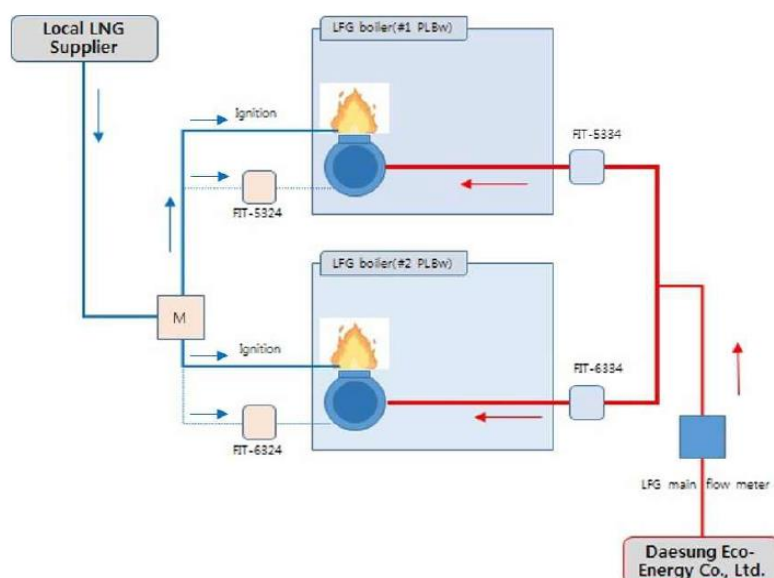 Local LNG
Supplier
LFG boiler(#1 PLBw)
Ignition
FIT-5334
FIT-5324
LFG boiler(#2 PLBw)
M
Ignition
FIT-6334
FIT-6324
LFG main flow meter
Daesung Eco-
Energy Co., Ltd.